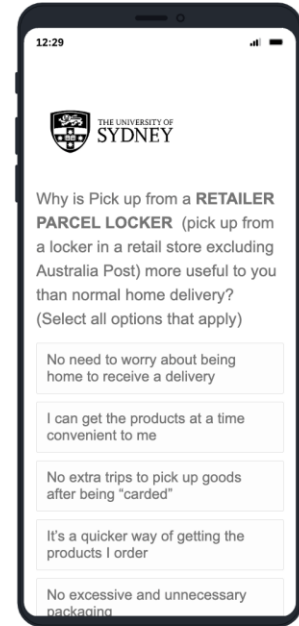 12:29
THE UNIVERSITY OF
SYDNEY
Why is Pick up from a RETAILER
PARCEL LOCKER (pick up from
a locker in a retail store excluding
Australia Post) more useful to you
than normal home delivery?
(Select all options that apply)
No need to worry about being
home to receive a delivery
I can get the products at a time
convenient to me
No extra trips to pick up goods
after being “carded”
It's a quicker way of getting the
products I order
No excessive and unnecessary
packaging